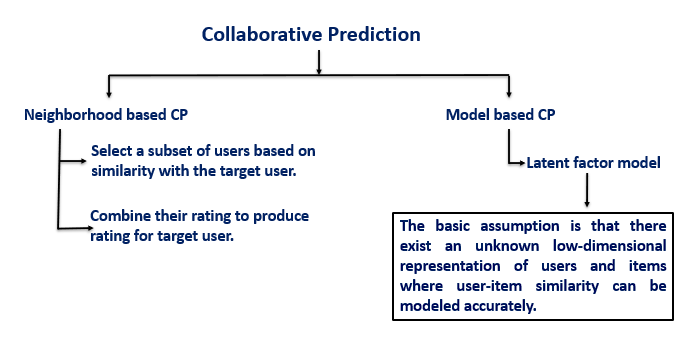 Collaborative Prediction
Neighborhood based CP
Select a subset of users based on
similarity with the target user.
Combine their rating to produce
rating for target user.
Model based CP
Latent factor model
The basic assumption is that there
exist an unknown low-dimensional
representation of users and items
where user-item similarity can be
modeled accurately.